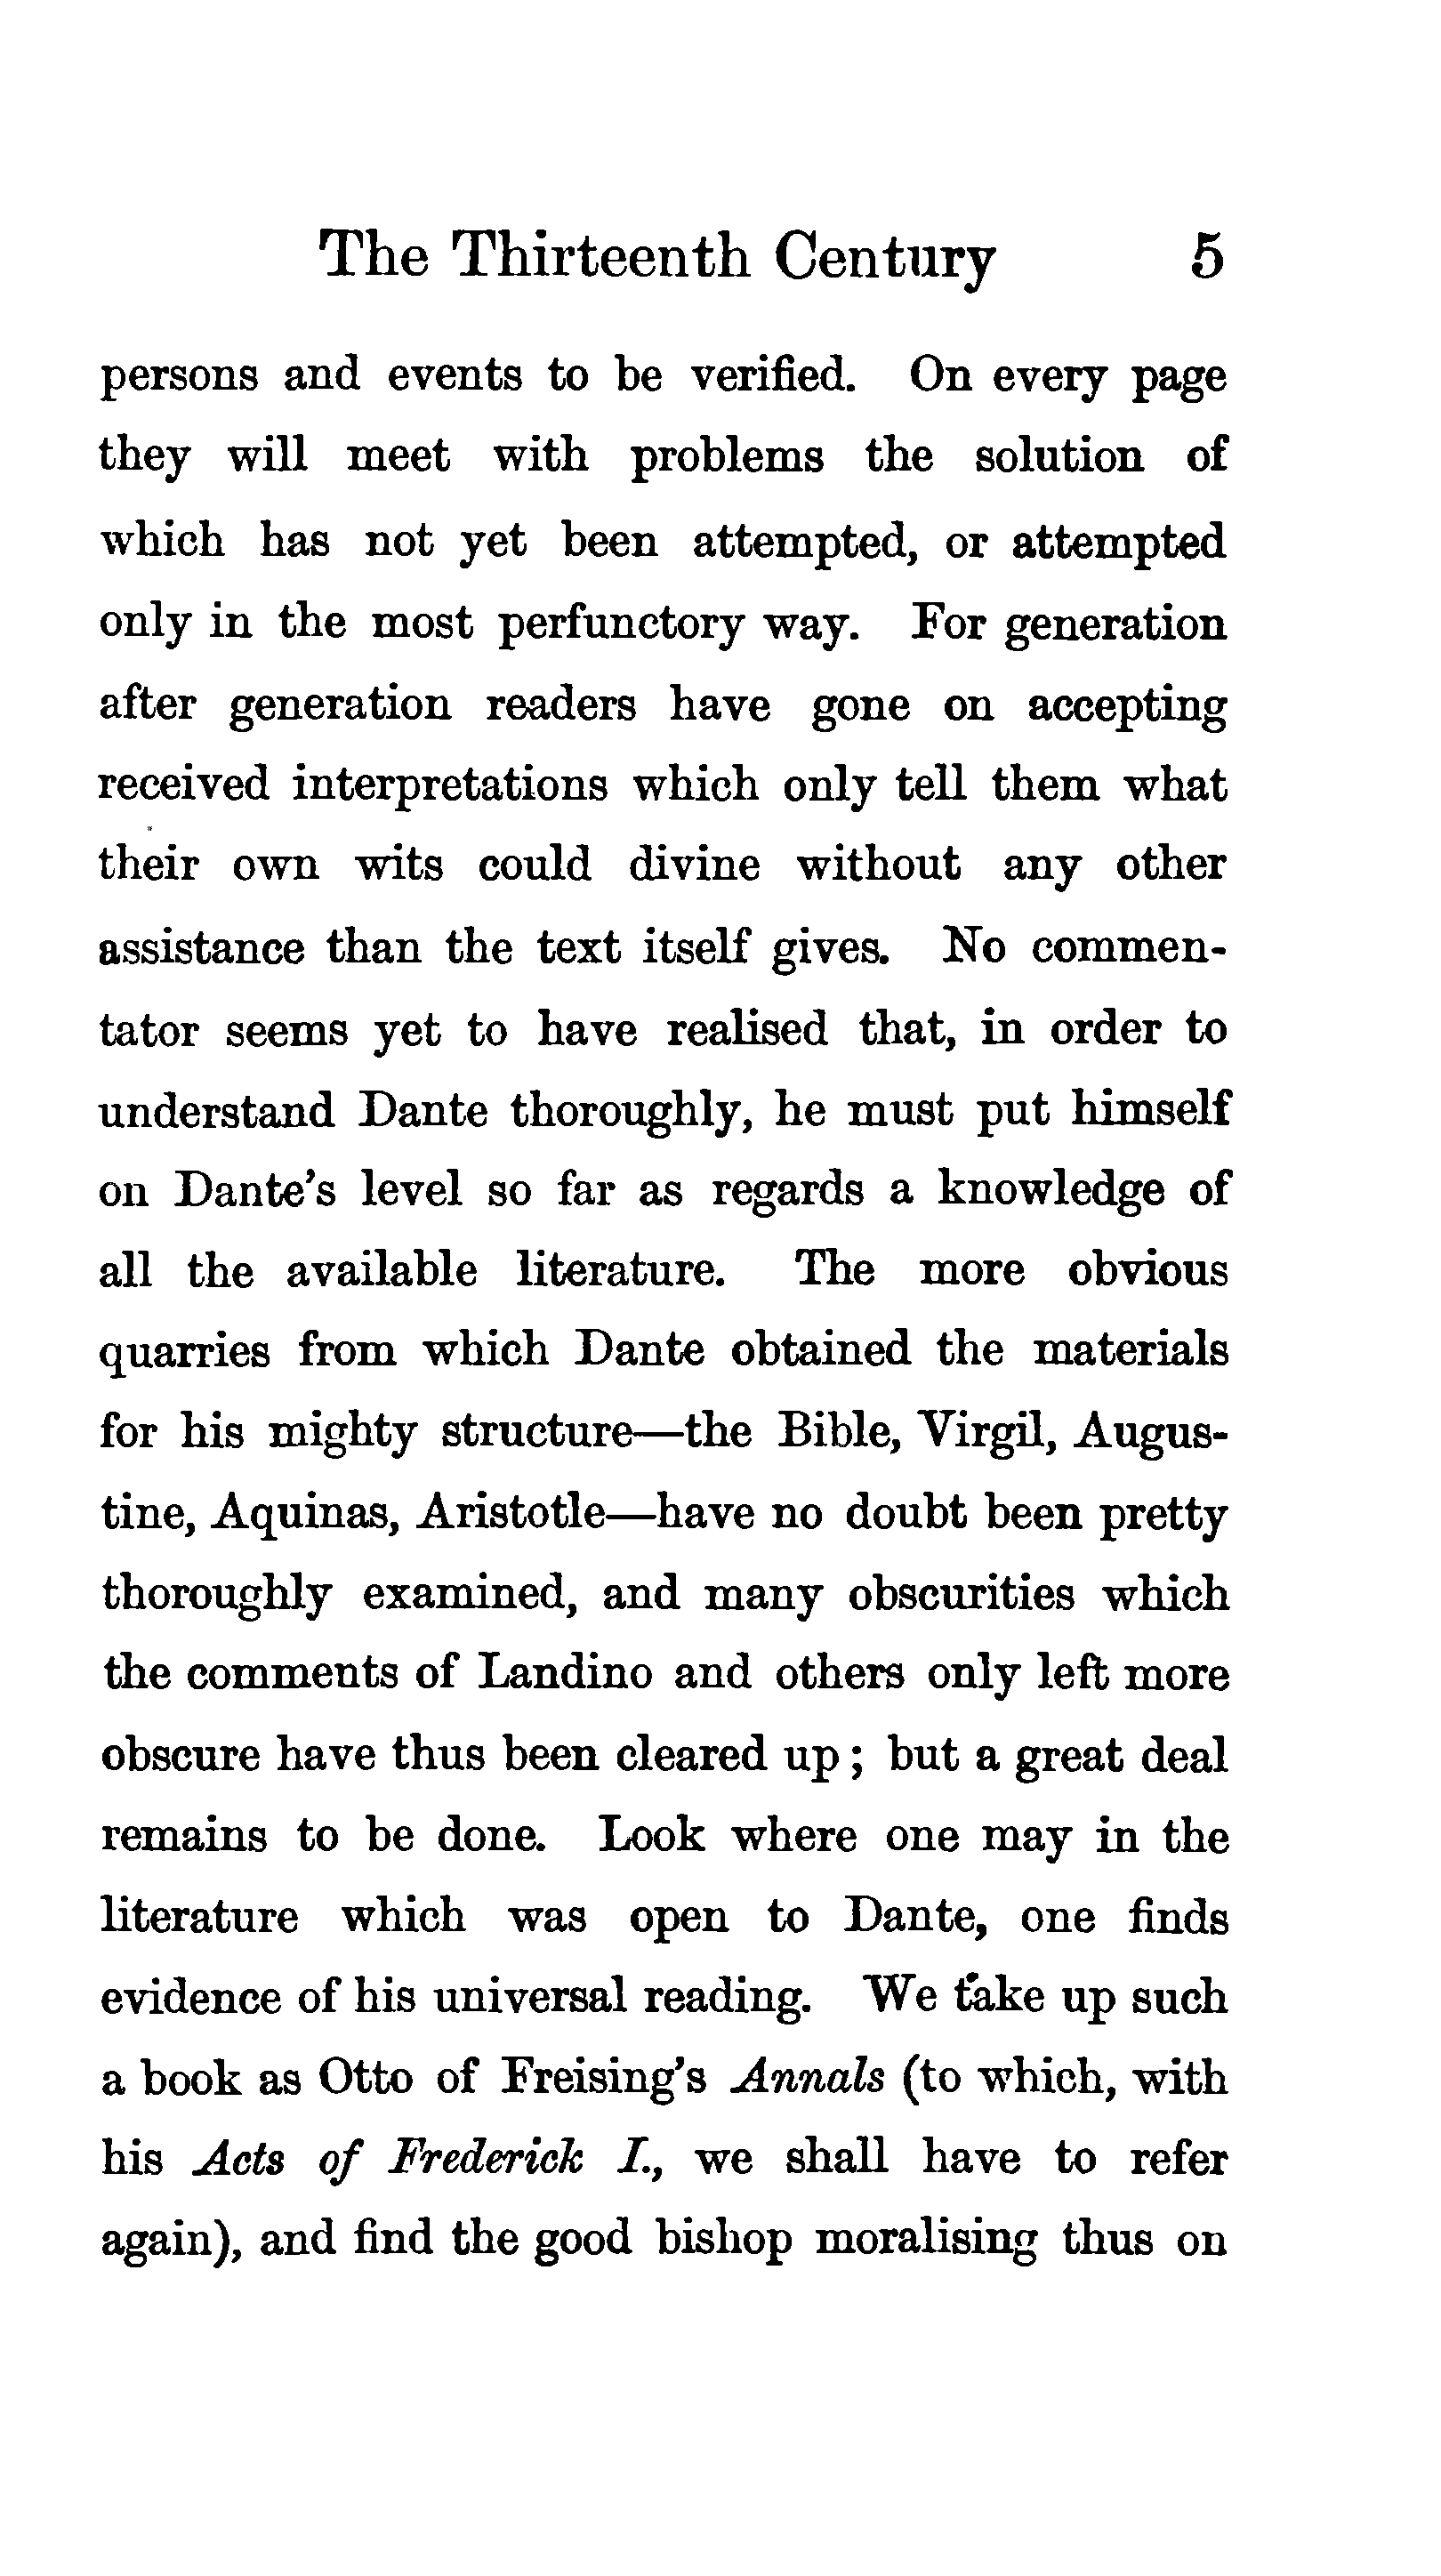 The Thirteenth Century 5
persons and events to be verified. On every page
they will meet with problems the solution of
which has not yet been attempted, or attempted
only in the most perfunctory way. For generation
after generation readers have gone on accepting
received interpretations which only tell them what
their own wits could divine without any other
assistance than the text itself gives. No commen-
tator seems yet to have realised that, in order to
understand Dante thoroughly, he must put himself
on Dante's level so far as regards a knowledge of
all the available literature. The more obvious
quarries from which Dante obtained the materials
for his mighty structure—the Bible, Virgil, Augus-
tine, Aquinas, Aristotle—have no doubt been pretty
thoroughly examined, and many obscurities which
the comments of Landino and others only left more
obscure have thus been cleared up; but a great deal
remains to be done. Look where one may in the
literature which was open to Dante, one finds
evidence of his universal reading. We take up such
a book as Otto of Freising's Annals (to which, with
his Acts of Frederick I., we shall have to refer
again), and find the good bishop moralising thus on